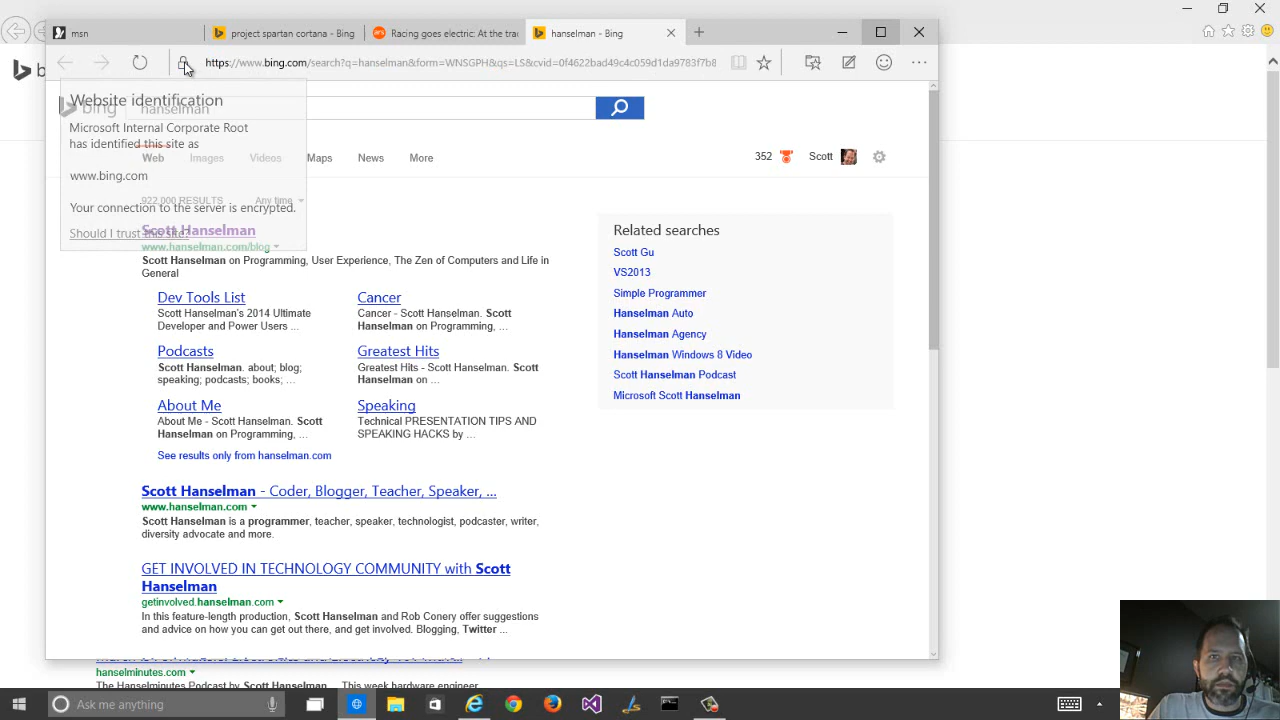 msn
project spartan cortana - Bing
Racing goes electric: At the tra
hanselman - Bing
https://www.bing.com/search?q=hanselman&form=WNSGPH&qs=LS&cvid=0f4622bad49c4c059d1da9783f7b8
Website identification
Microsoft Internal Corporate Root
has identified this site as
www.bing.com
Your connection to the server is encrypted.
Should I trust this site?
b
bing
hanselman
Web
Images
Videos
Maps
News
More
352
Scott
922,000 RESULTS
Any time
Scott Hanselman
www.hanselman.com/blog
Scott Hanselman on Programming, User Experience, The Zen of Computers and Life in
General
Dev Tools List
Scott Hanselman's 2014 Ultimate
Developer and Power Users ...
Cancer
Cancer - Scott Hanselman. Scott
Hanselman on Programming, ...
Podcasts
Scott Hanselman. about; blog;
speaking; podcasts; books; ...
Greatest Hits
Greatest Hits - Scott Hanselman. Scott
Hanselman on ...
About Me
About Me - Scott Hanselman. Scott
Hanselman on Programming, ...
Speaking
Technical PRESENTATION TIPS AND
SPEAKING HACKS by ...
See results only from hanselman.com
Scott Hanselman - Coder, Blogger, Teacher, Speaker, ...
www.hanselman.com
Scott Hanselman is a programmer, teacher, speaker, technologist, podcaster, writer,
diversity advocate and more.
GET INVOLVED IN TECHNOLOGY COMMUNITY with Scott
Hanselman
getinvolved.hanselman.com
In this feature-length production, Scott Hanselman and Rob Conery offer suggestions
and advice on how you can get out there, and get involved. Blogging, Twitter ...
Related searches
Scott Gu
VS2013
Simple Programmer
Hanselman Auto
Hanselman Agency
Hanselman Windows 8 Video
Scott Hanselman Podcast
Microsoft Scott Hanselman
hanselminutes.com
The Hanselminutes Podcast by Scott Hanselman ... This week hardware engineer
Ask me anything